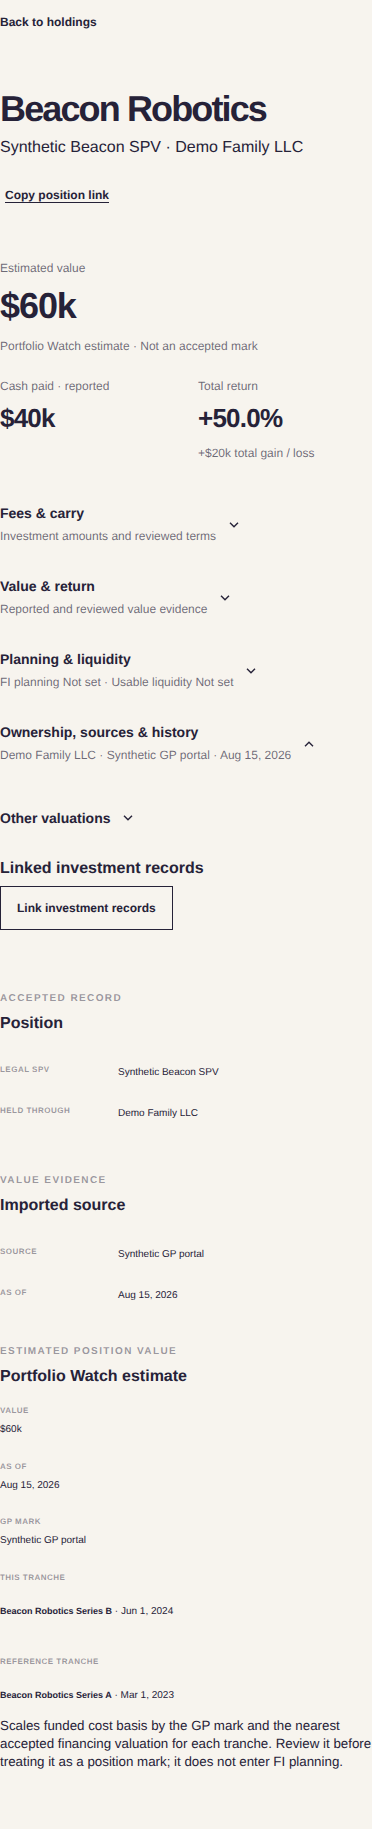 Back to holdings
Beacon Robotics
Synthetic Beacon SPV · Demo Family LLC
Copy position link
Estimated value
$60k
Portfolio Watch estimate · Not an accepted mark
Cash paid · reported
$40k
Total return
+50.0%
+$20k total gain / loss
Fees & carry
Investment amounts and reviewed terms
Value & return
Reported and reviewed value evidence
Planning & liquidity
FI planning Not set · Usable liquidity Not set
Ownership, sources & history
Demo Family LLC · Synthetic GP portal · Aug 15, 2026
Other valuations
Linked investment records
Link investment records
ACCEPTED RECORD
Position
LEGAL SPV
Synthetic Beacon SPV
HELD THROUGH
Demo Family LLC
VALUE EVIDENCE
Imported source
SOURCE
Synthetic GP portal
AS OF
Aug 15, 2026
ESTIMATED POSITION VALUE
Portfolio Watch estimate
VALUE
$60k
AS OF
Aug 15, 2026
GP MARK
Synthetic GP portal
THIS TRANCHE
Beacon Robotics Series B · Jun 1, 2024
REFERENCE TRANCHE
Beacon Robotics Series A · Mar 1, 2023
Scales funded cost basis by the GP mark and the nearest
accepted financing valuation for each tranche. Review it before
treating it as a position mark; it does not enter FI planning.